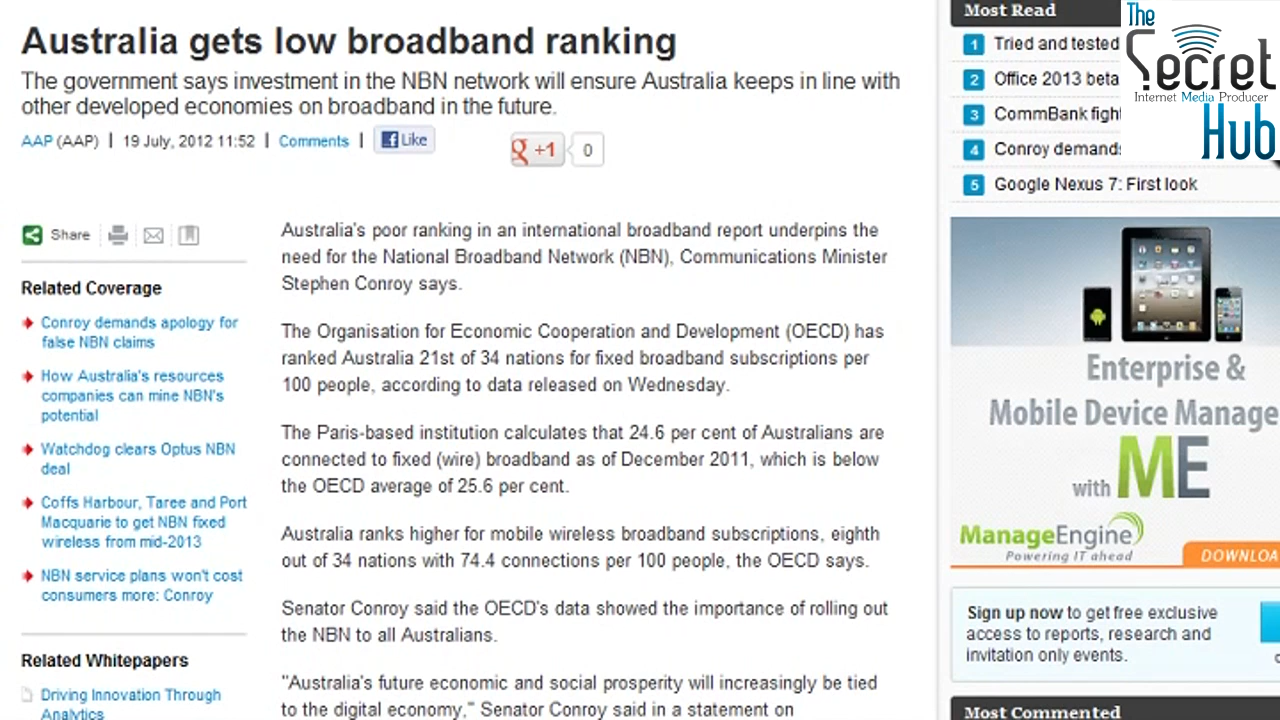 Australia gets low broadband ranking
The government says investment in the NBN network will ensure Australia keeps in line with
other developed economies on broadband in the future.
AAP (AAP) | 19 July, 2012 11:52 | Comments | Like
+1 0
Share
Related Coverage
Conroy demands apology for
false NBN claims
How Australia's resources
companies can mine NBN's
potential
Watchdog clears Optus NBN
deal
Coffs Harbour, Taree and Port
Macquarie to get NBN fixed
wireless from mid-2013
NBN service plans won't cost
consumers more: Conroy
Related Whitepapers
Driving Innovation Through
Analytics
Australia's poor ranking in an international broadband report underpins the
need for the National Broadband Network (NBN), Communications Minister
Stephen Conroy says.
The Organisation for Economic Cooperation and Development (OECD) has
ranked Australia 21st of 34 nations for fixed broadband subscriptions per
100 people, according to data released on Wednesday.
The Paris-based institution calculates that 24.6 per cent of Australians are
connected to fixed (wire) broadband as of December 2011, which is below
the OECD average of 25.6 per cent.
Australia ranks higher for mobile wireless broadband subscriptions, eighth
out of 34 nations with 74.4 connections per 100 people, the OECD says.
Senator Conroy said the OECD's data showed the importance of rolling out
the NBN to all Australians.
"Australia's future economic and social prosperity will increasingly be tied
to the digital economy," Senator Conroy said in a statement on
Most Read
1 Tried and tested
2 Office 2013 beta
3 CommBank figh
4 Conroy demands
5 Google Nexus 7: First look
The
Secret
Internet Media Producer
Hub
Enterprise &
Mobile Device Manage
with ME
ManageEngine
Powering IT ahead
DOWNLOA
Sign up now to get free exclusive
access to reports, research and
invitation only events.
Most Commented